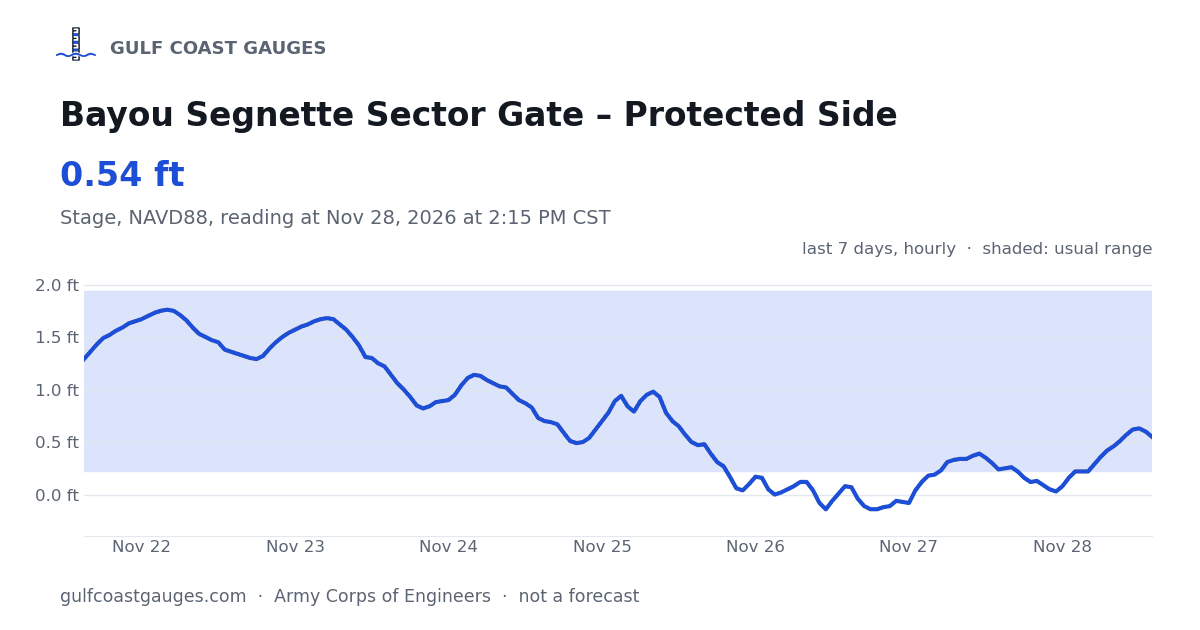 GULF COAST GAUGES
Bayou Segnette Sector Gate – Protected Side
0.54 ft
Stage, NAVD88, reading at Nov 28, 2026 at 2:15 PM CST
last 7 days, hourly · shaded: usual range
2.0 ft
1.5 ft
1.0 ft
0.5 ft
0.0 ft
Nov 22 Nov 23 Nov 24 Nov 25 Nov 26 Nov 27 Nov 28
gulfcoastgauges.com · Army Corps of Engineers · not a forecast